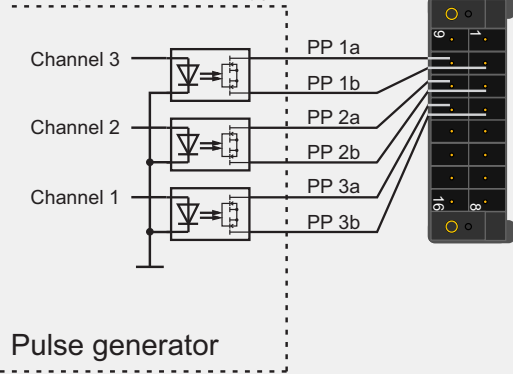 Channel 3
PP 1a
PP 1b
Channel 2
PP 2a
PP 2b
Channel 1
PP 3a
PP 3b
9 1
16 8
Pulse generator